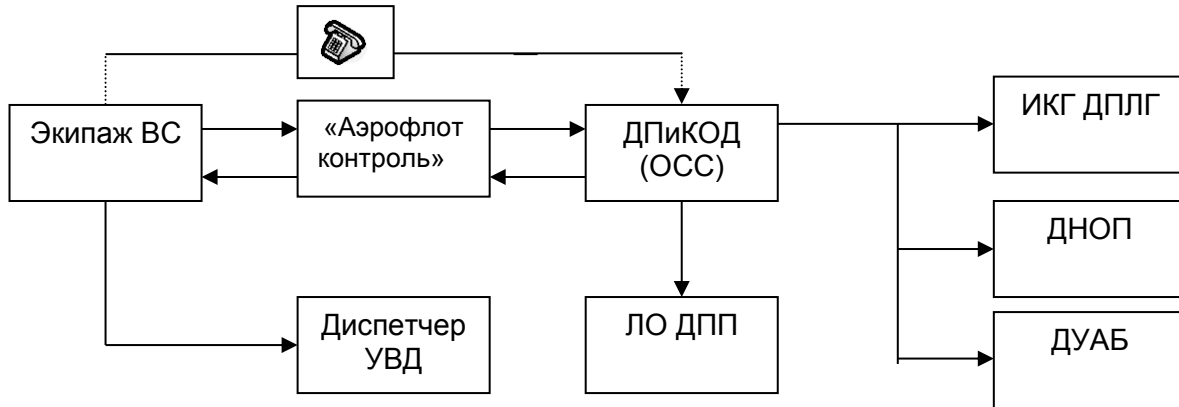 Экипаж ВС
«Аэрофлот
контроль»
ДПиКОД
(ОСС)
ИКГ ДПЛГ
ДНОП
Диспетчер
УВД
ЛО ДПП
ДУАБ